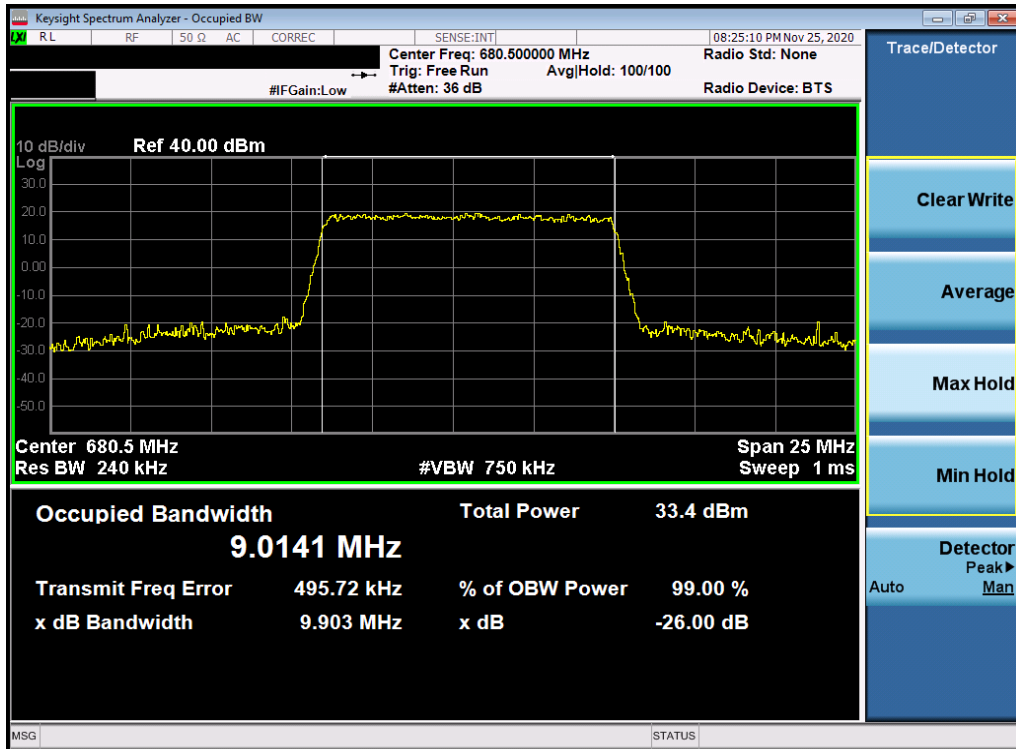 Keysight Spectrum Analyzer - Occupied BW
LXI RL RF 50 Ω AC CORREC SENSE:INT 08:25:10 PM Nov 25, 2020
Center Freq: 680.500000 MHz Radio Std: None
Trig: Free Run Avg|Hold: 100/100
#IFGain:Low #Atten: 36 dB Radio Device: BTS
10 dB/div Ref 40.00 dBm
Log
30.0
20.0
10.0
0.00
-10.0
-20.0
-30.0
-40.0
-50.0
Center 680.5 MHz Span 25 MHz
Res BW 240 kHz #VBW 750 kHz Sweep 1 ms
Occupied Bandwidth Total Power 33.4 dBm
9.0141 MHz
Transmit Freq Error 495.72 kHz % of OBW Power 99.00 %
x dB Bandwidth 9.903 MHz x dB -26.00 dB
Trace/Detector
Clear Write
Average
Max Hold
Min Hold
Detector
Peak▶
Auto Man
MSG STATUS